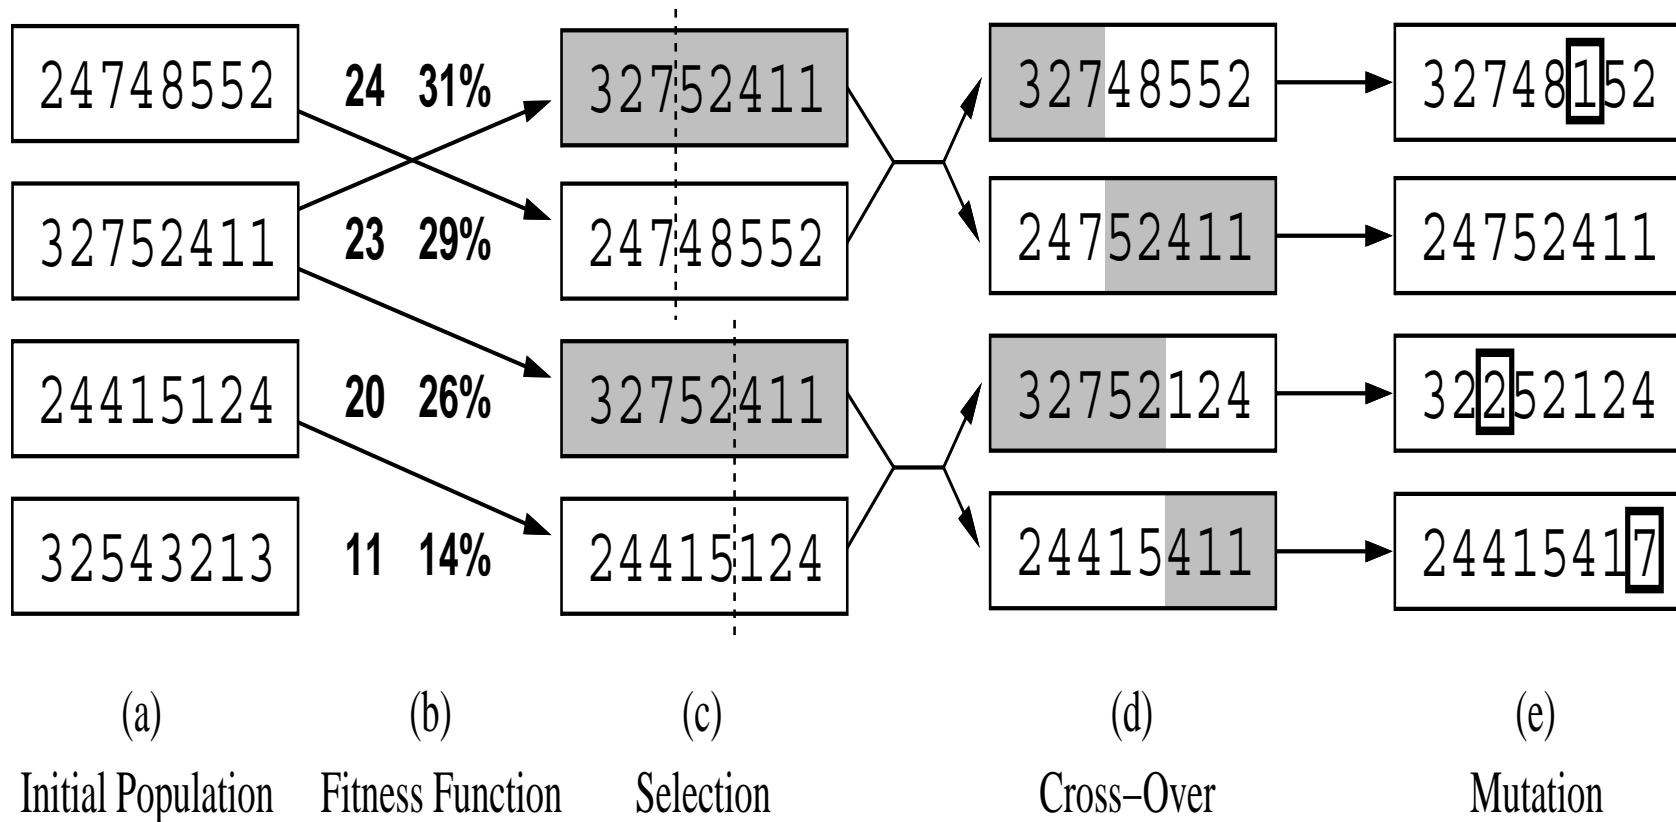 24748552 24 31% 32752411 32748552 32748152
32752411 23 29% 24748552 24752411 24752411
24415124 20 26% 32752411 32752124 32252124
32543213 11 14% 24415124 24415411 24415417
(a) (b) (c) (d) (e)
Initial Population Fitness Function Selection Cross–Over Mutation